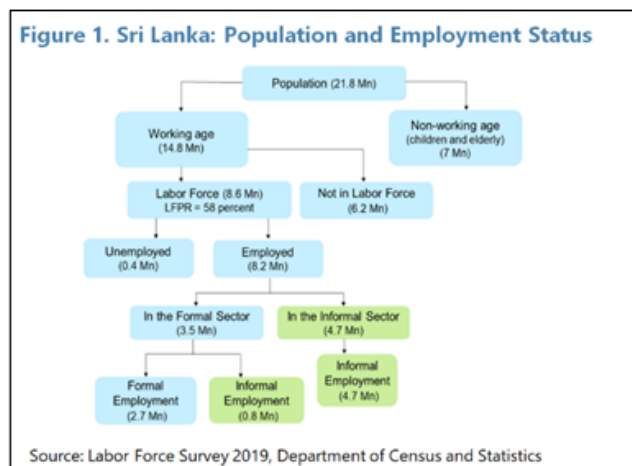 Figure 1. Sri Lanka: Population and Employment Status
Population (21.8 Mn)
Working age
(14.8 Mn)
Non-working age
(children and elderly)
(7 Mn)
Labor Force (8.6 Mn)
LFPR = 58 percent
Not in Labor Force
(6.2 Mn)
Unemployed
(0.4 Mn)
Employed
(8.2 Mn)
In the Formal Sector
(3.5 Mn)
In the Informal Sector
(4.7 Mn)
Formal
Employment
(2.7 Mn)
Informal
Employment
(0.8 Mn)
Informal
Employment
(4.7 Mn)
Source: Labor Force Survey 2019, Department of Census and Statistics